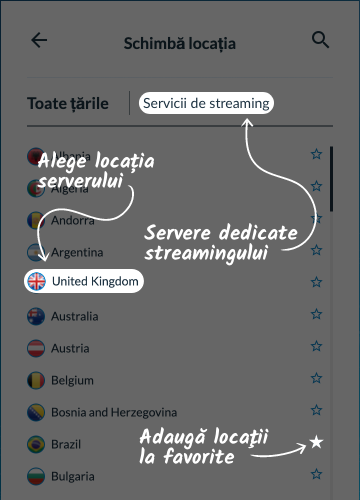 Schimbă locația
Toate țările
Servicii de streaming
Albania
Alege locația
serverului
Algeria
Andorra
Servere dedicate
streamingului
Argentina
United Kingdom
Australia
Austria
Belgium
Bosnia and Herzegovina
Adaugă locații
la favorite
Brazil
Bulgaria